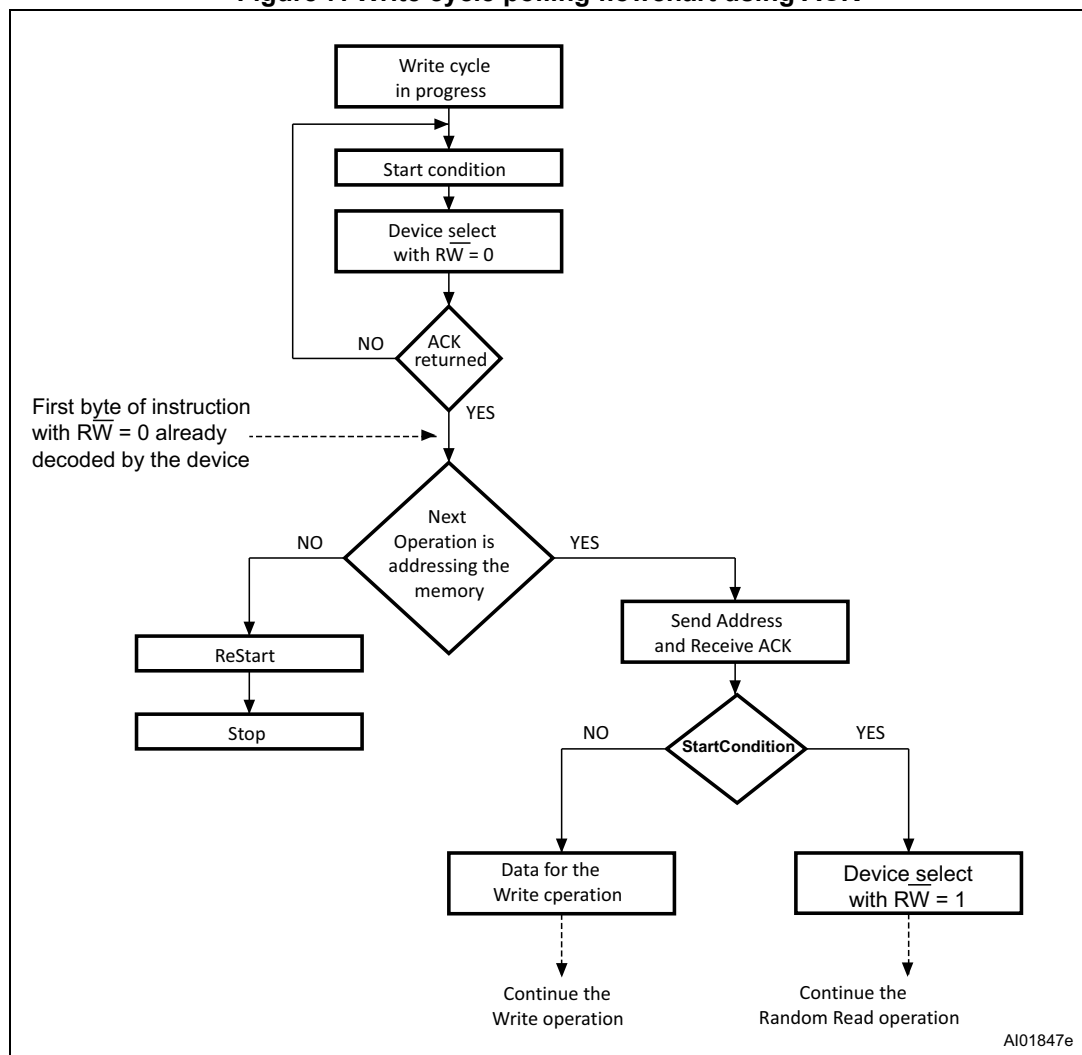 Write cycle
in progress
Start condition
Device select
with RW̅ = 0
ACK
returned
NO
YES
First byte of instruction
with RW̅ = 0 already
decoded by the device
Next
Operation is
addressing the
memory
NO
YES
ReStart
Stop
Send Address
and Receive ACK
StartCondition
NO
YES
Data for the
Write cperation
Device select
with RW̅ = 1
Continue the
Write operation
Continue the
Random Read operation
AI01847e